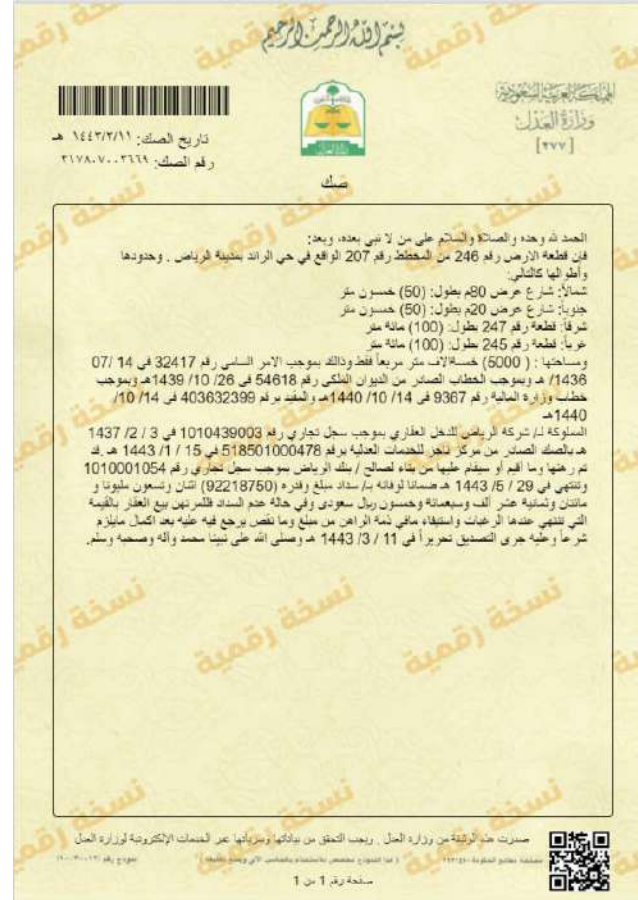 بسم الله الرحمن الرحيم
المملكة العربية السعودية
وزارة العدل
[٢٧٧]
تاريخ الصك: ١٤٤٣/٣/١١ هـ
رقم الصك: ٣١٧٨٠٧٠٠٣٦٦٩
صك
الحمد لله وحده والصلاة والسلام على من لا نبي بعده، وبعد:
فإن قطعة الارض رقم 246 من المخطط رقم 207 الواقع في حي الرائد بمدينة الرياض . وحدودها
وأطوالها كالتالي:
شمالاً: شارع عرض 80م بطول: (50) خمسون متر
جنوباً: شارع عرض 20م بطول: (50) خمسون متر
شرقاً: قطعة رقم 247 بطول: (100) مائة متر
غرباً: قطعة رقم 245 بطول: (100) مائة متر
ومساحتها : ( 5000) خمسةالاف متر مربعاً فقط وذالك بموجب الامر السامي رقم 32417 في 14 /07
/1436 هـ وبموجب الخطاب الصادر من الديوان الملكي رقم 54618 في 26/ 10/ 1439هـ وبموجب
خطاب وزارة المالية رقم 9367 في 14/ 10/ 1440هـ والمقيد برقم 403632399 في 14/ 10/
1440هـ
المملوكة لـ/ شركة الرياض للدخل العقاري بموجب سجل تجاري رقم 1010439003 في 3 / 2/ 1437
هـ بالصك الصادر من مركز ناجز للخدمات العدلية برقم 518501000478 في 15 / 1/ 1443 هـ .قد
تم رهنها وما أقيم أو سيقام عليها من بناء لصالح / بنك الرياض بموجب سجل تجاري رقم 1010001054
وتنتهي في 29 / 5/ 1443 هـ ضمانا لوفائه بـ/ سداد مبلغ وقدره (92218750) اثنان وتسعون مليونا و
مائتان وثمانية عشر ألف وسبعمائة وخمسون ريال سعودى وفي حالة عدم السداد فللمرتهن بيع العقار بالقيمة
التي تنتهي عندها الرغبات واستيفاء مافي ذمة الراهن من مبلغ وما نقص يرجع فيه عليه بعد اكمال مايلزم
شرعاً وعليه جرى التصديق تحريراً في 11 / 3/ 1443 هـ وصلى الله على نبينا محمد وآله وصحبه وسلم.
نسخة رقمية
صدرت هذه الوثيقة من وزارة العدل . ويجب التحقق من بياناتها وسريانها عبر الخدمات الإلكترونية لوزارة العدل
صفحة رقم 1 من 1